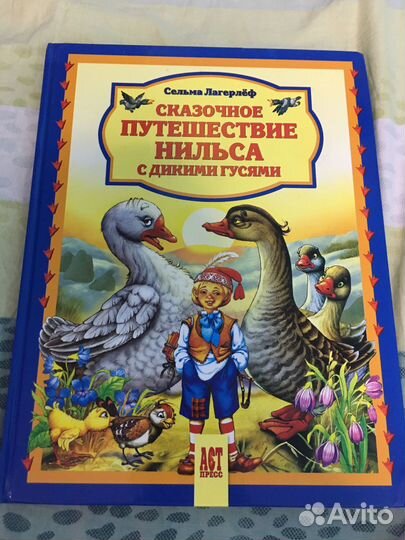 Сельма Лагерлёф
СКАЗОЧНОЕ
ПУТЕШЕСТВИЕ
НИЛЬСА
С ДИКИМИ ГУСЯМИ
АСТ
ПРЕСС
Avito